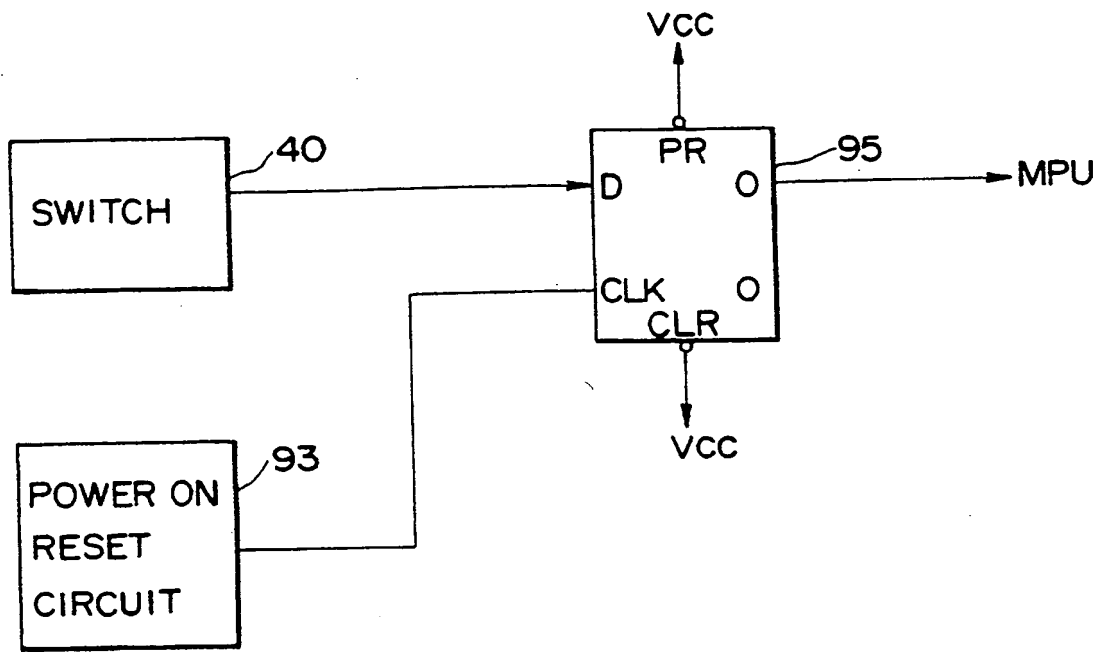 VCC
40
SWITCH
PR
95
D
O
MPU
CLK
O
CLR
VCC
93
POWER ON
RESET
CIRCUIT